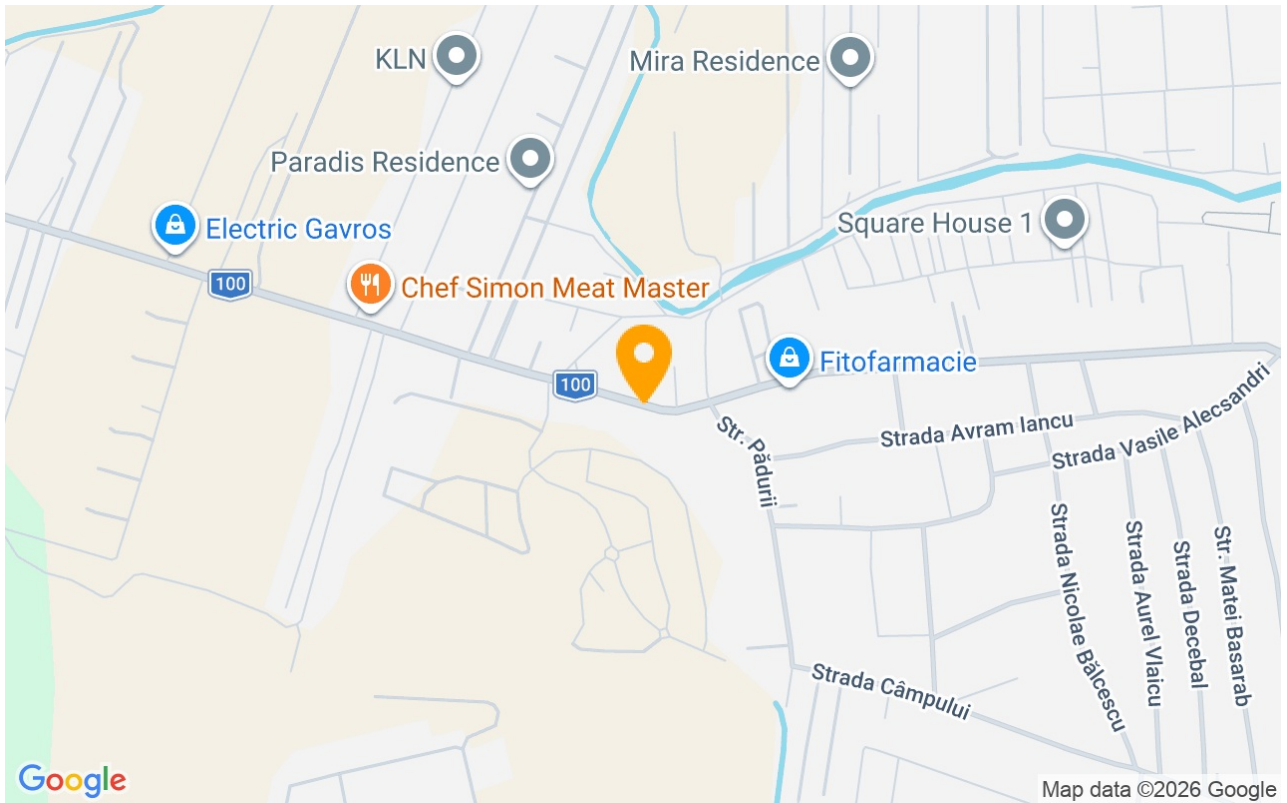 KLN
Mira Residence
Paradis Residence
Electric Gavros
Square House 1
100
Chef Simon Meat Master
100
Fitofarmacie
Str. Pădurii
Strada Avram Iancu
Strada Vasile Alecsandri
Strada Nicolae Bălcescu
Strada Aurel Vlaicu
Strada Decebal
Str. Matei Basarab
Strada Câmpului
Google
Map data ©2026 Google